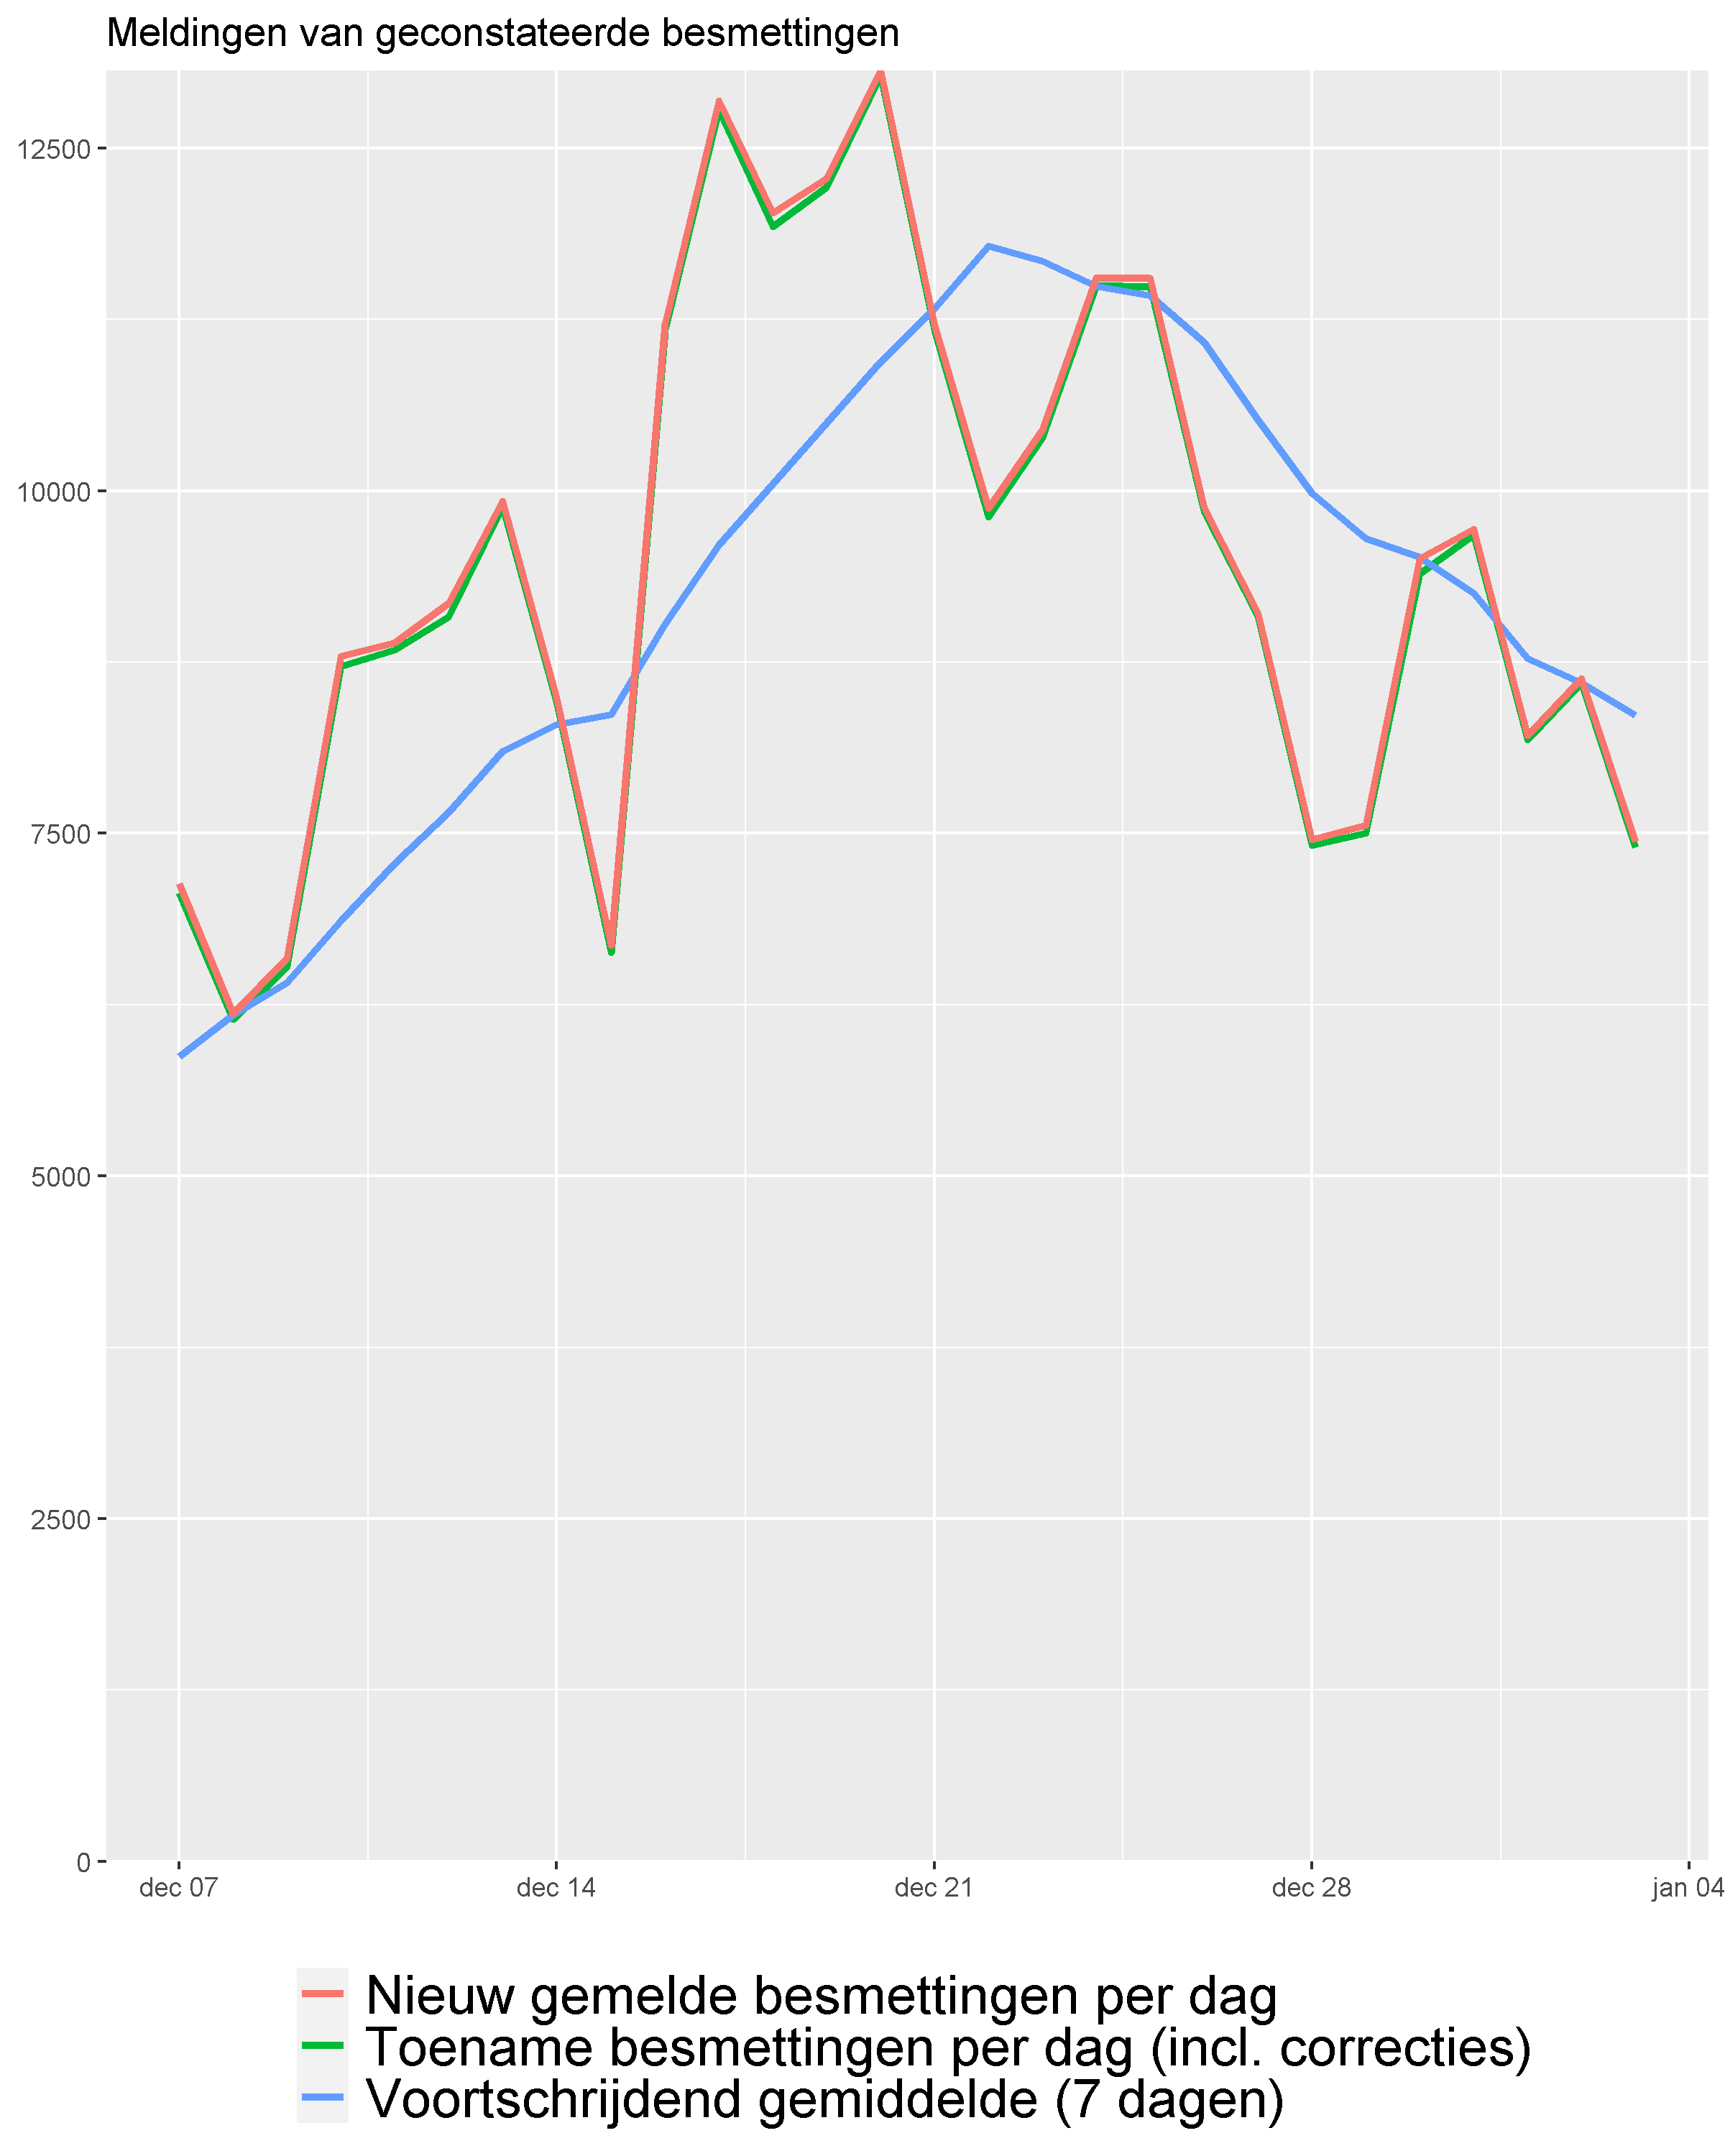 Meldingen van geconstateerde besmettingen
12500
10000
7500
5000
2500
0
dec 07 dec 14 dec 21 dec 28 jan 04
Nieuw gemelde besmettingen per dag
Toename besmettingen per dag (incl. correcties)
Voortschrijdend gemiddelde (7 dagen)